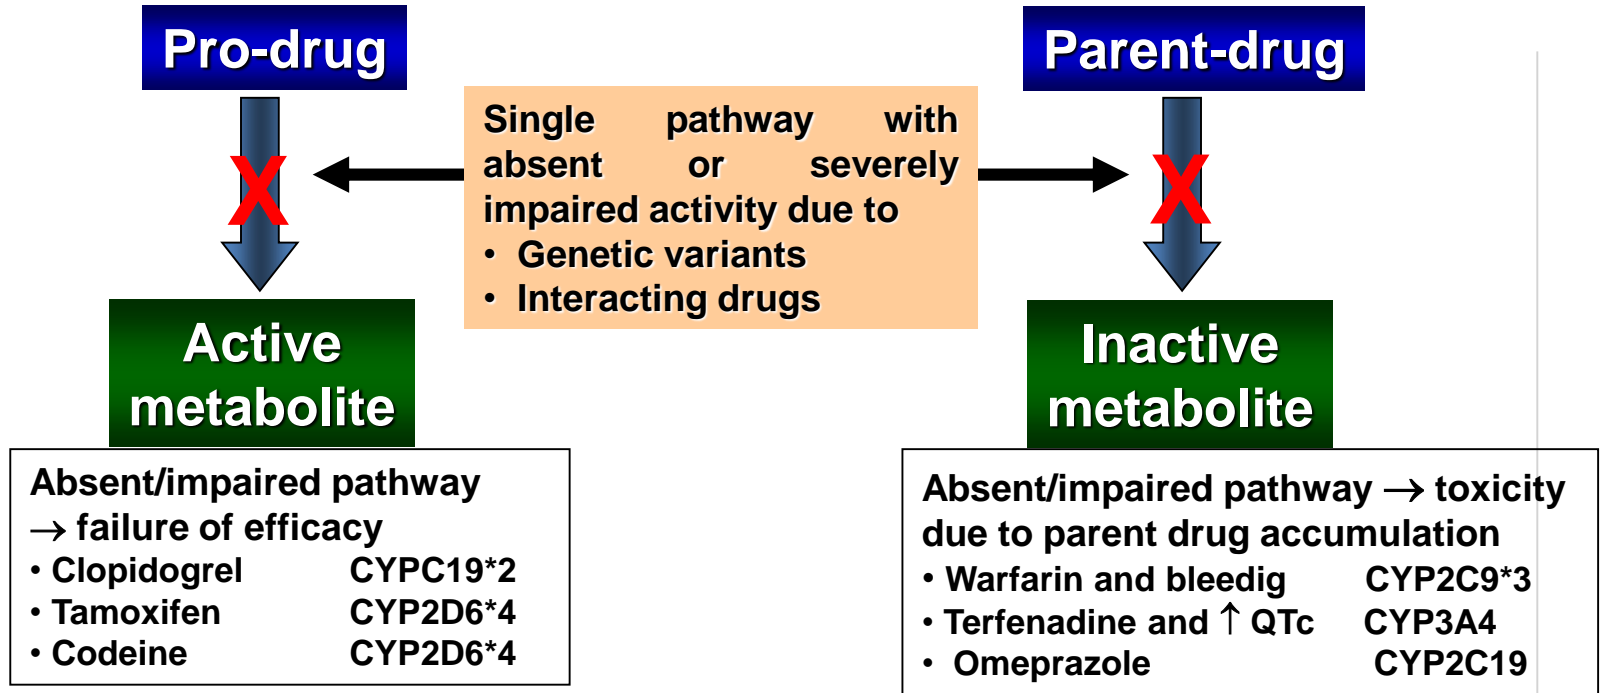 Pro-drug
Parent-drug
Single pathway with
absent or severely
impaired activity due to
• Genetic variants
• Interacting drugs
X
X
Active
metabolite
Inactive
metabolite
Absent/impaired pathway
→ failure of efficacy
• Clopidogrel CYPC19*2
• Tamoxifen CYP2D6*4
• Codeine CYP2D6*4
Absent/impaired pathway → toxicity
due to parent drug accumulation
• Warfarin and bleedig CYP2C9*3
• Terfenadine and ↑ QTc CYP3A4
• Omeprazole CYP2C19